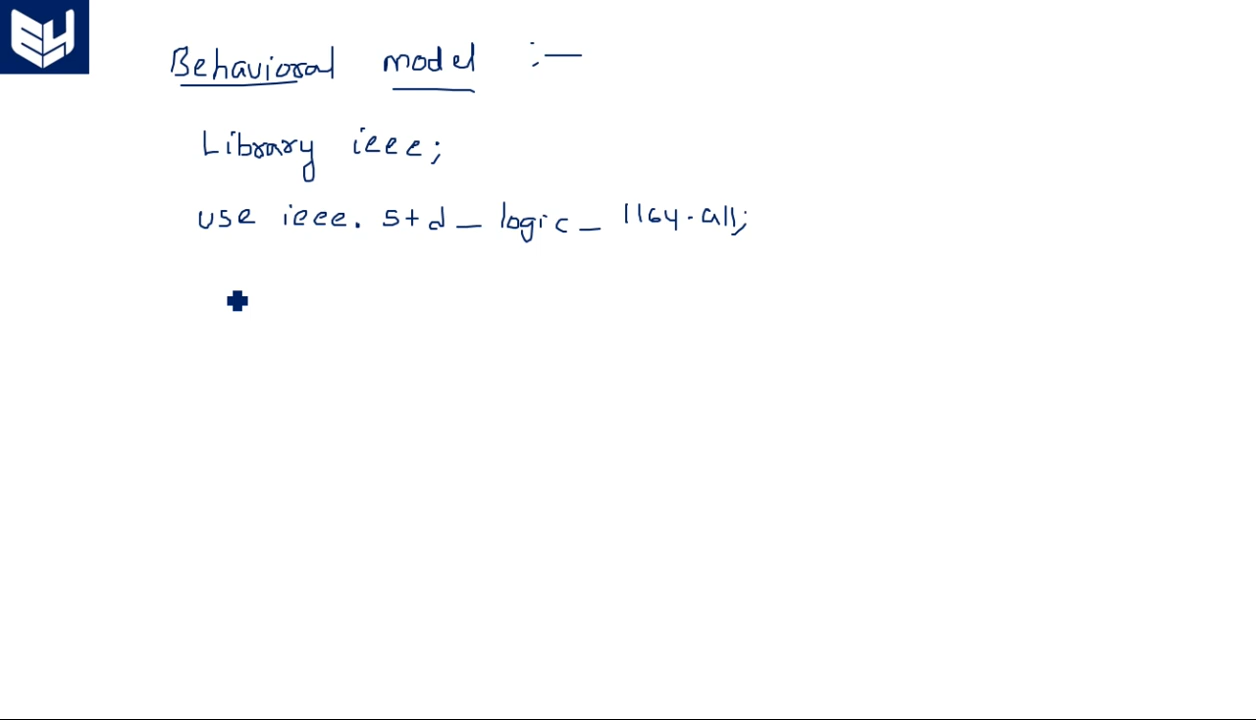 Behavioral model :—
Library ieee;
use ieee. std_logic_1164.all;